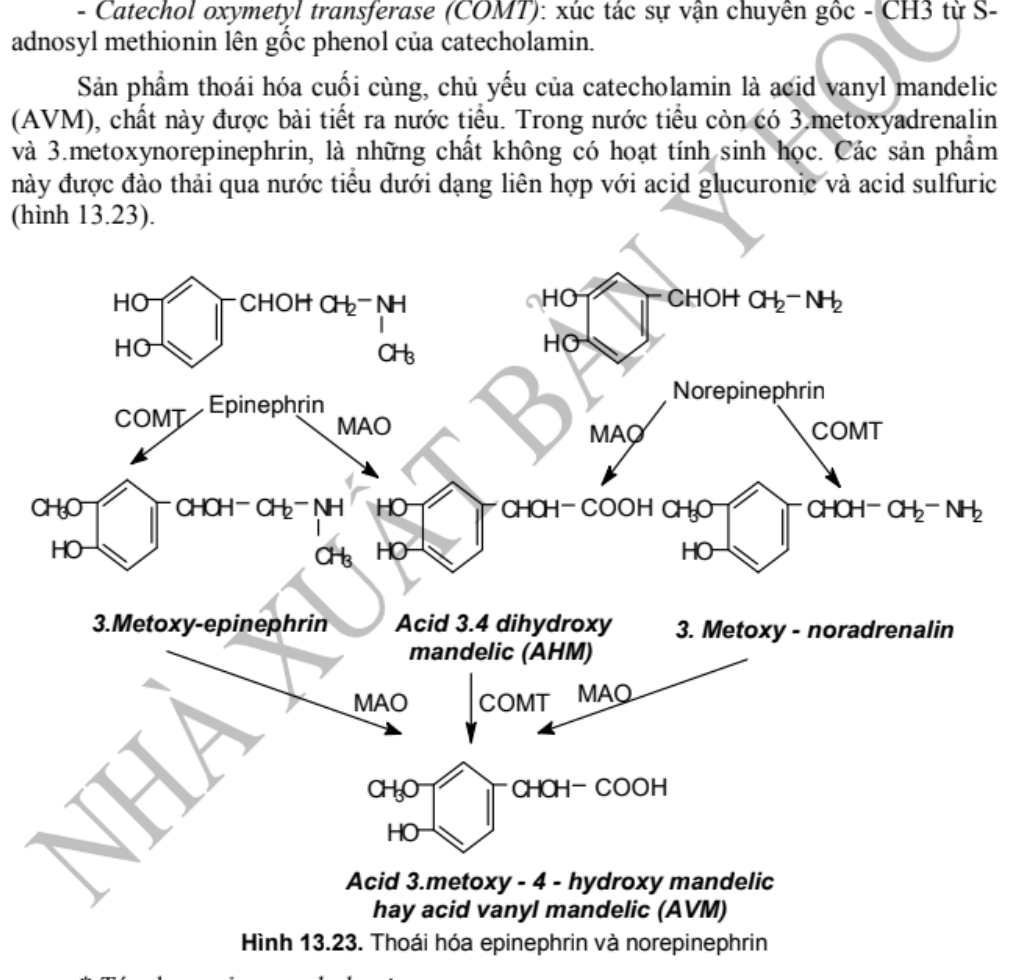 - Catechol oxymetyl transferase (COMT): xúc tác sự vận chuyển gốc - CH3 từ S-
adnosyl methionin lên gốc phenol của catecholamin.
Sản phẩm thoái hóa cuối cùng, chủ yếu của catecholamin là acid vanyl mandelic
(AVM), chất này được bài tiết ra nước tiểu. Trong nước tiểu còn có 3.metoxyadrenalin
và 3.metoxynorepinephrin, là những chất không có hoạt tính sinh học. Các sản phẩm
này được đào thải qua nước tiểu dưới dạng liên hợp với acid glucuronic và acid sulfuric
(hình 13.23).
HO CHOH CH2 NH
HO CH3
HO CHOH CH2 NH2
HO
Epinephrin
Norepinephrin
COMT MAO MAO COMT
CH3O CHOH CH2 NH
HO CH3
HO CHOH COOH
HO
CH3O CHOH CH2 NH2
HO
3.Metoxy-epinephrin
Acid 3.4 dihydroxy
mandelic (AHM)
3. Metoxy - noradrenalin
MAO COMT MAO
CH3O CHOH COOH
HO
Acid 3.metoxy - 4 - hydroxy mandelic
hay acid vanyl mandelic (AVM)
Hình 13.23. Thoái hóa epinephrin và norepinephrin
NHÀ XUẤT BẢN Y HỌC